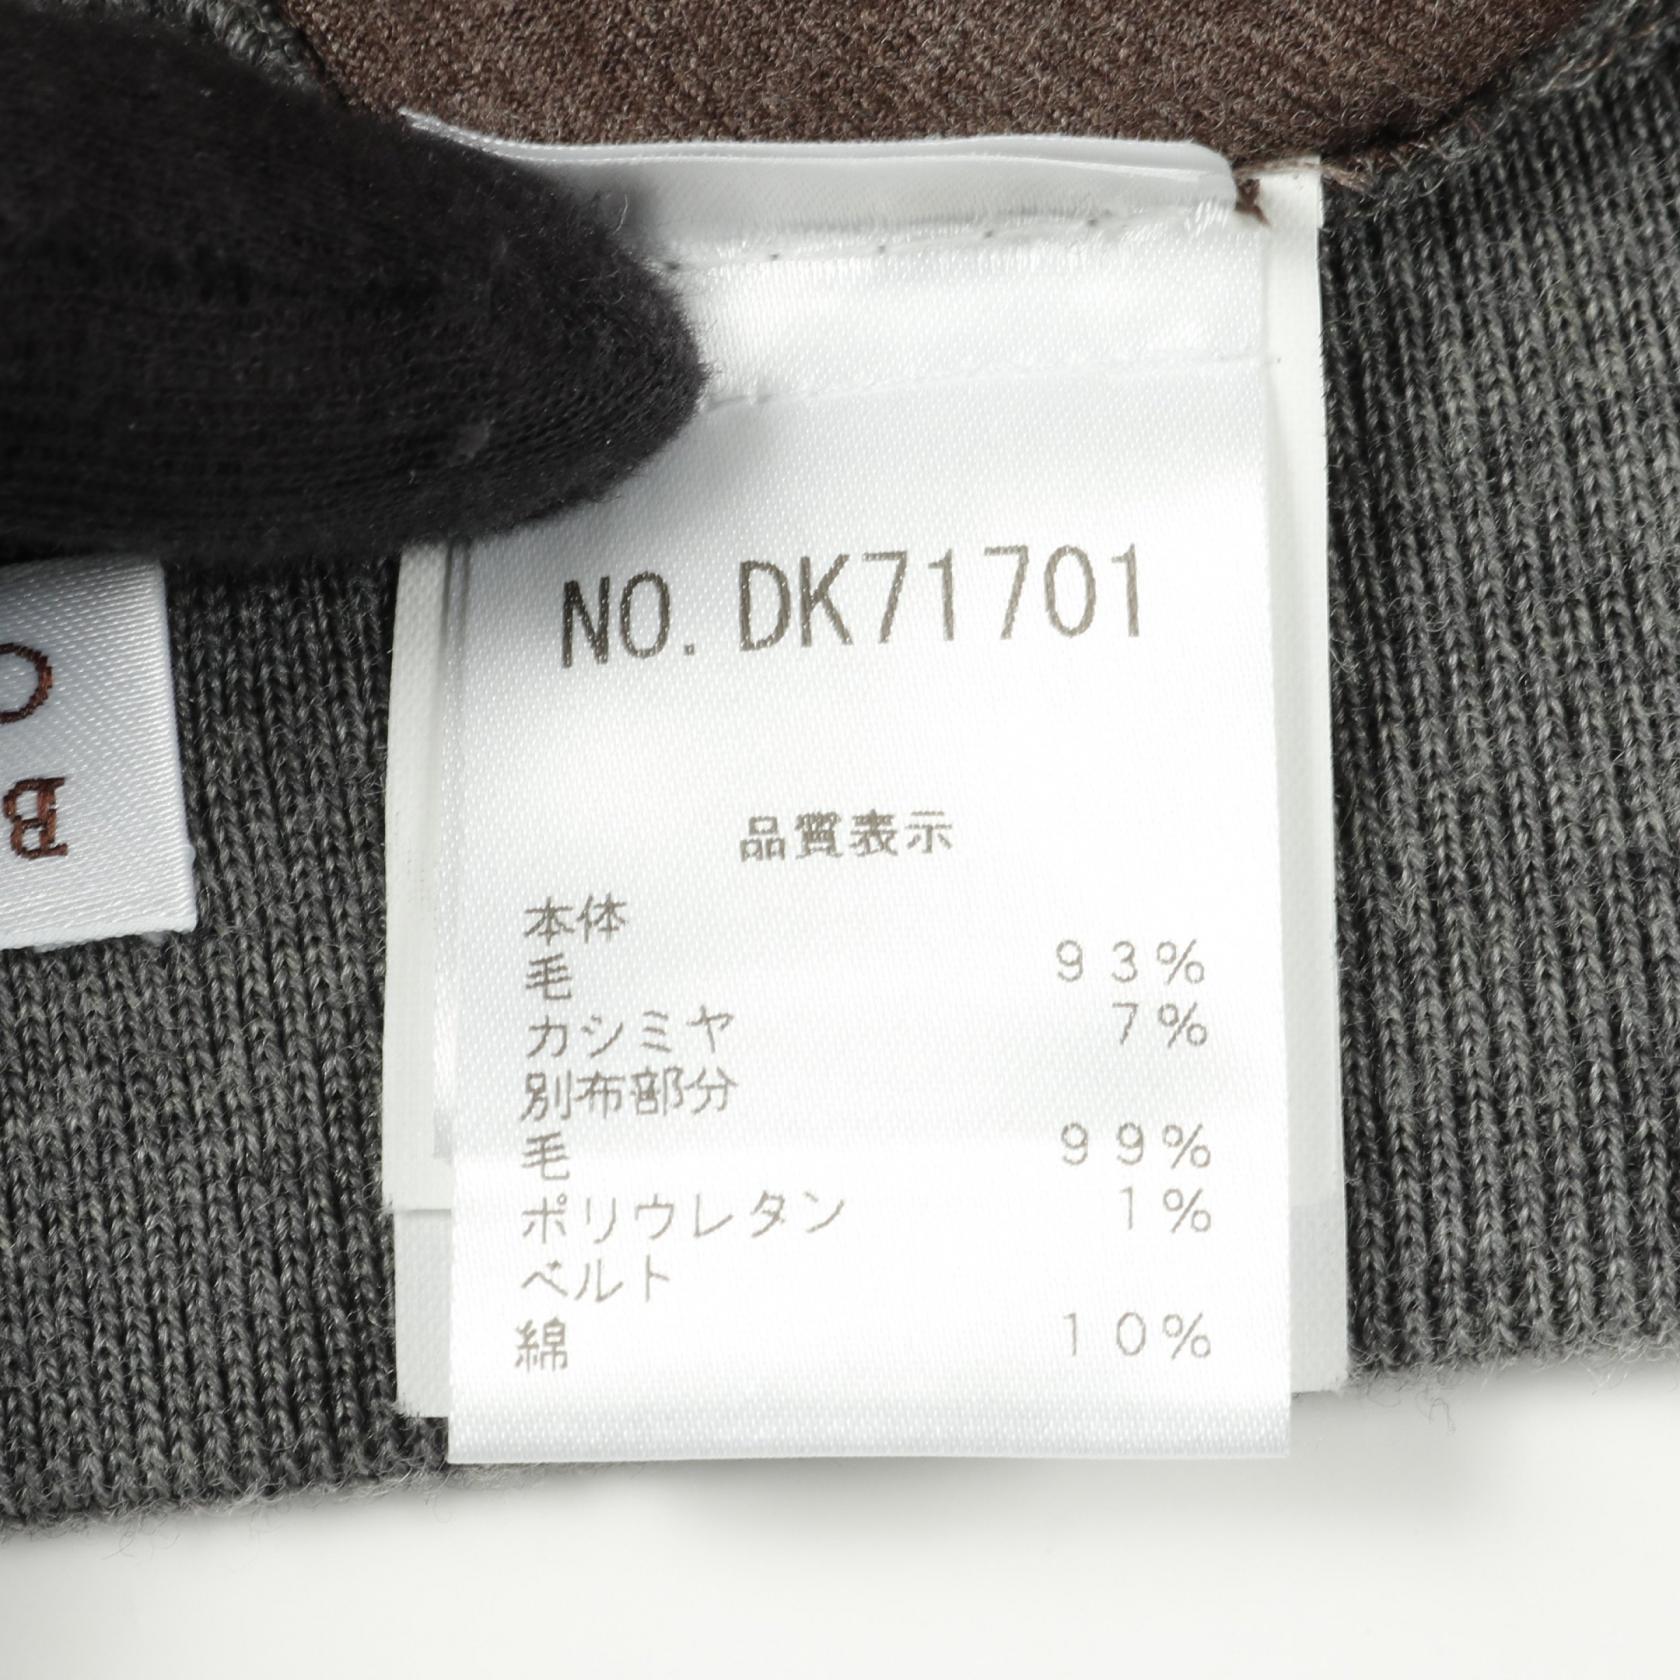 NO. DK71701
品質表示
本体
毛 93%
カシミヤ 7%
別布部分
毛 99%
ポリウレタン 1%
ベルト
綿 10%
C
B